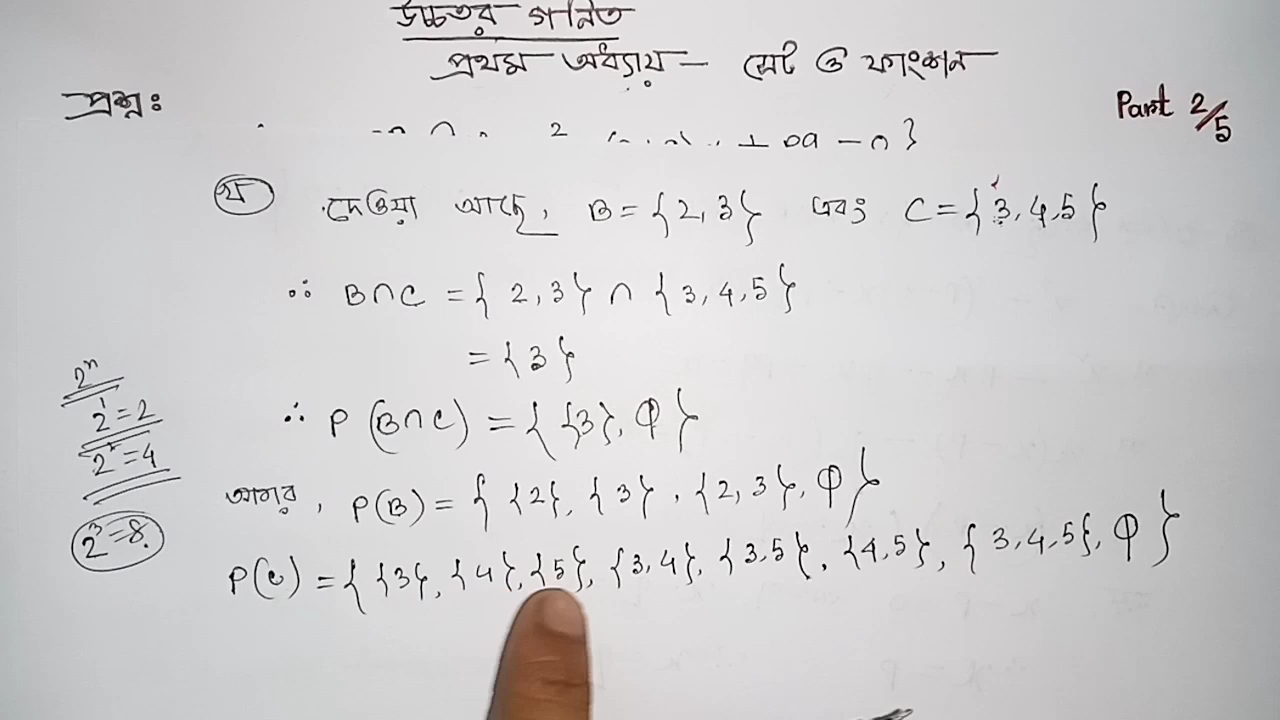 উচ্চতর গনিত
প্রথম অধ্যায় — সেট ও ফাংশন
Part 2/5
প্রশ্নঃ
খ দেওয়া আছে, B = {2, 3} এবং C = {3, 4, 5}
∴ B∩C = {2, 3} ∩ {3, 4, 5}
= {3}
∴ P(B∩C) = {{3}, Φ}
আবার, P(B) = {{2}, {3}, {2, 3}, Φ}
P(C) = {{3}, {4}, {5}, {3, 4}, {3, 5}, {4, 5}, {3, 4, 5}, Φ}
2ⁿ
2¹ = 2
2² = 4
2³ = 8.